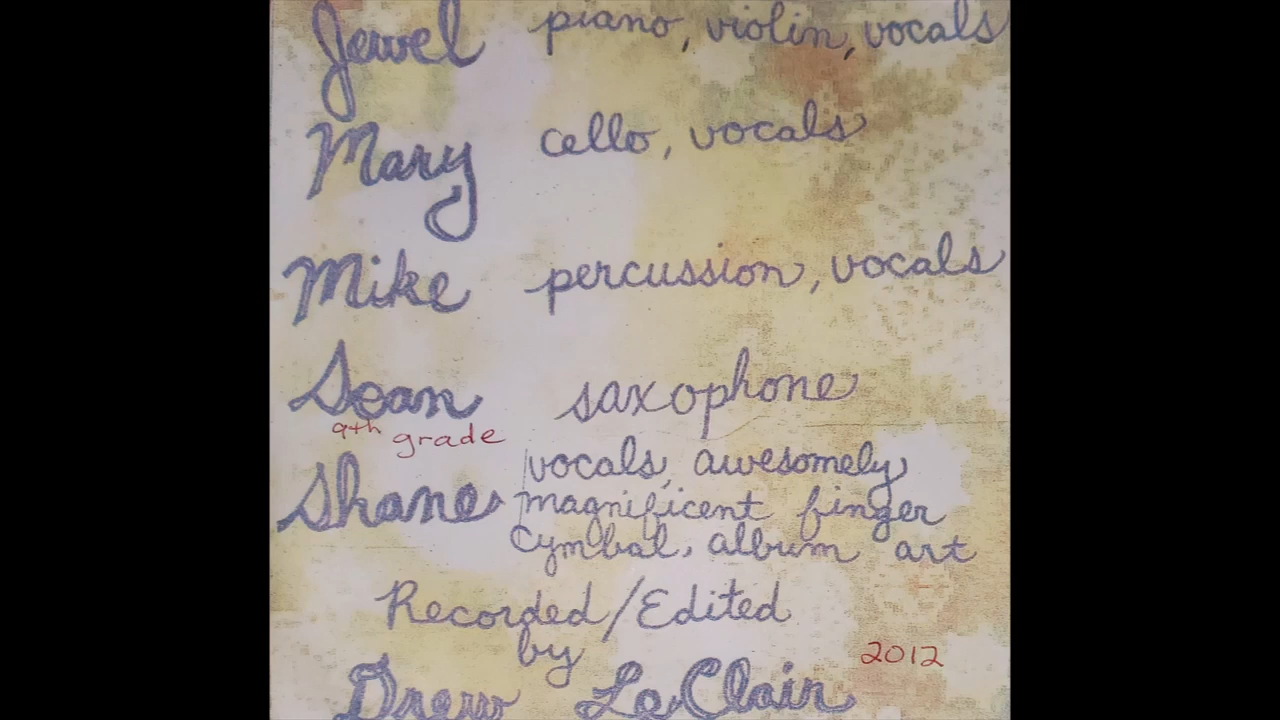 Jewel piano, violin, vocals
Mary cello, vocals
Mike percussion, vocals
Sean saxophone
9th grade
Shane vocals, awesomely
magnificent finger
cymbal, album art
Recorded/Edited
by
2012
Drew LaClair